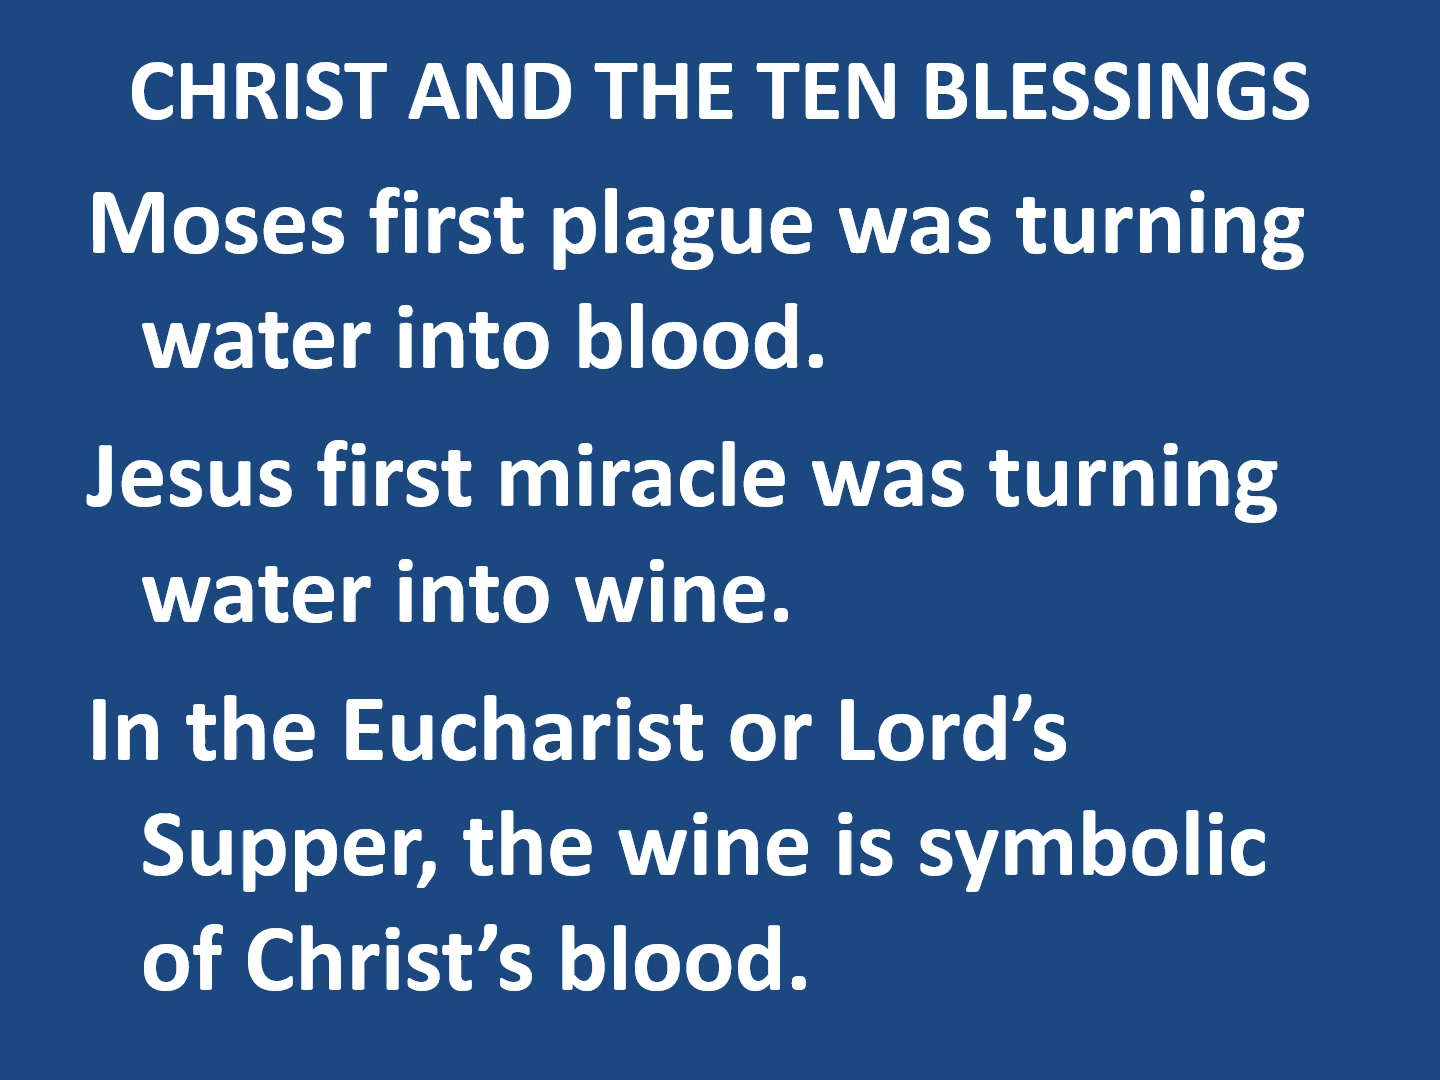 CHRIST AND THE TEN BLESSINGS
Moses first plague was turning
water into blood.
Jesus first miracle was turning
water into wine.
In the Eucharist or Lord’s
Supper, the wine is symbolic
of Christ’s blood.